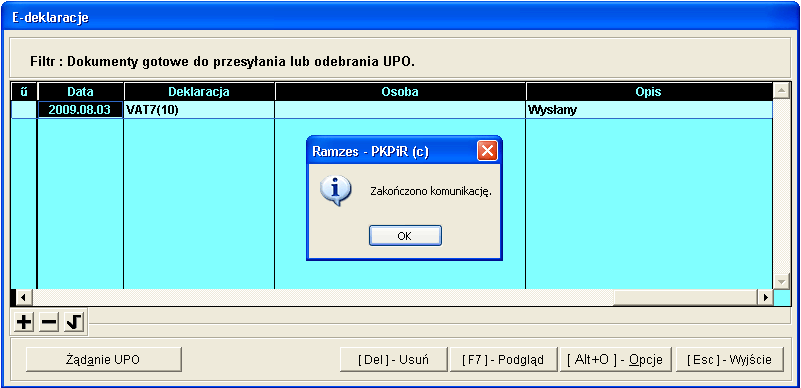 E-deklaracje
Filtr : Dokumenty gotowe do przesyłania lub odebrania UPO.
ű Data Deklaracja Osoba Opis
2009.08.03 VAT7(10) Wysłany
Ramzes - PKPiR (c)
Zakończono komunikację.
OK
Żądanie UPO [ Del ] - Usuń [ F7 ] - Podgląd [ Alt+O ] - Opcje [ Esc ] - Wyjście